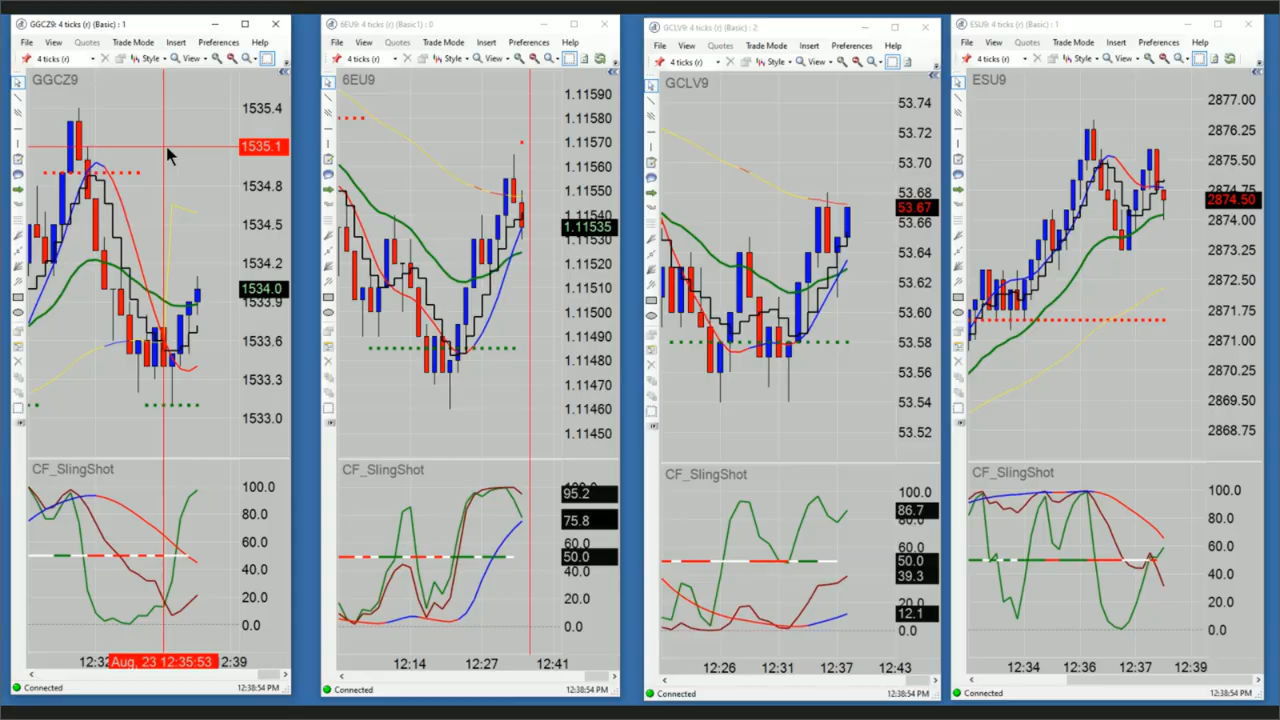 GGCZ9: 4 ticks (r) (Basic) : 1
File View Quotes Trade Mode Insert Preferences Help
4 ticks (r) Style View
GGCZ9
1535.4
1535.1
1534.8
1534.5
1534.2
1534.0
1533.9
1533.6
1533.3
1533.0
CF_SlingShot
100.0
80.0
60.0
40.0
20.0
0.0
12:32 Aug, 23 12:35:53 2:39
Connected 12:38:54 PM
6EU9: 4 ticks (r) (Basic1) : 0
File View Quotes Trade Mode Insert Preferences Help
4 ticks (r) Style View
6EU9
1.11590
1.11580
1.11570
1.11560
1.11550
1.11540
1.11535
1.11530
1.11520
1.11510
1.11500
1.11490
1.11480
1.11470
1.11460
1.11450
CF_SlingShot
95.2
75.8
60.0
50.0
40.0
20.0
0.0
12:14 12:27 12:41
Connected 12:38:54 PM
GCLV9: 4 ticks (r) (Basic) : 2
File View Quotes Trade Mode Insert Preferences Help
4 ticks (r) Style View
GCLV9
53.74
53.72
53.70
53.68
53.67
53.66
53.64
53.62
53.60
53.58
53.56
53.54
53.52
CF_SlingShot
100.0
86.7
80.0
60.0
50.0
39.3
20.0
12.1
0.0
12:26 12:31 12:37 12:43
Connected 12:38:54 PM
ESU9: 4 ticks (r) (Basic) : 1
File View Quotes Trade Mode Insert Preferences Help
4 ticks (r) Style View
ESU9
2877.00
2876.25
2875.50
2874.75
2874.50
2874.00
2873.25
2872.50
2871.75
2871.00
2870.25
2869.50
2868.75
CF_SlingShot
100.0
80.0
60.0
40.0
20.0
0.0
12:34 12:36 12:37 12:39
Connected 12:38:54 PM